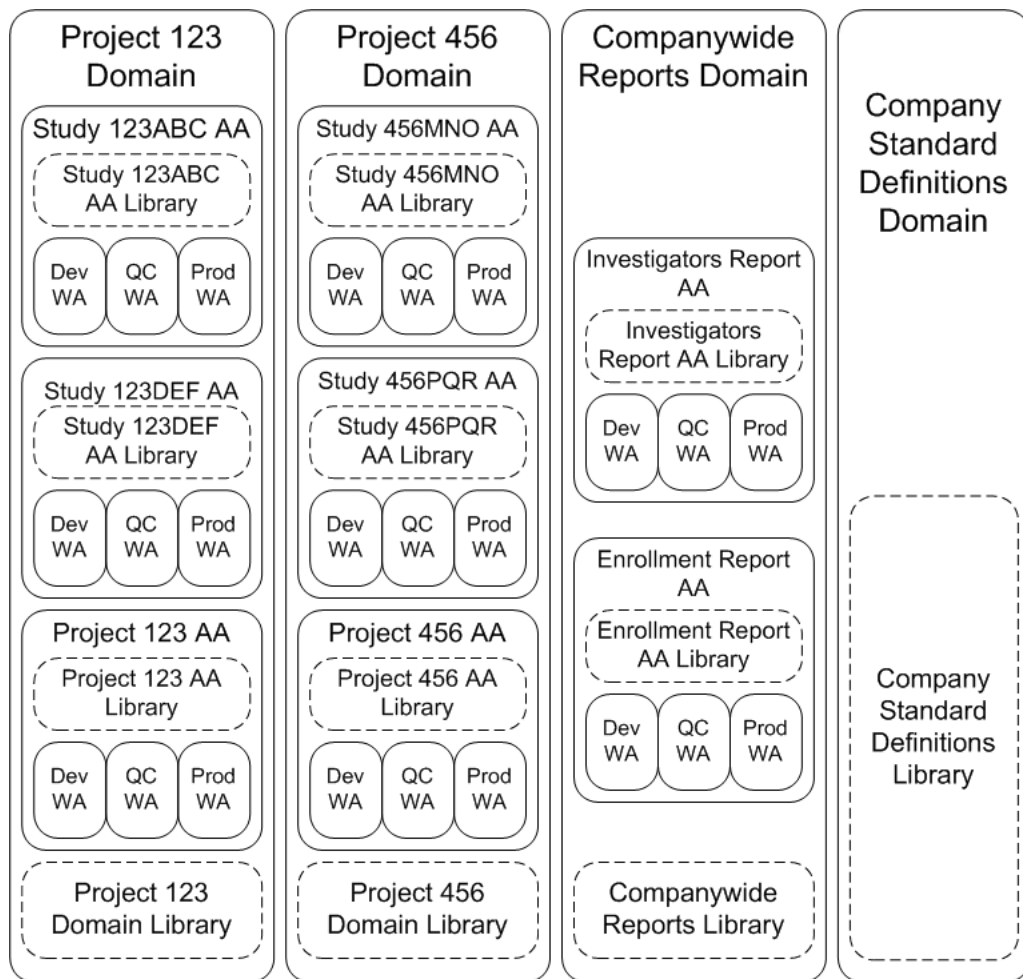 Project 123
Domain
Study 123ABC AA
Study 123ABC
AA Library
Dev
WA
QC
WA
Prod
WA
Study 123DEF AA
Study 123DEF
AA Library
Dev
WA
QC
WA
Prod
WA
Project 123 AA
Project 123 AA
Library
Dev
WA
QC
WA
Prod
WA
Project 123
Domain Library
Project 456
Domain
Study 456MNO AA
Study 456MNO
AA Library
Dev
WA
QC
WA
Prod
WA
Study 456PQR AA
Study 456PQR
AA Library
Dev
WA
QC
WA
Prod
WA
Project 456 AA
Project 456 AA
Library
Dev
WA
QC
WA
Prod
WA
Project 456
Domain Library
Companywide
Reports Domain
Investigators Report
AA
Investigators
Report AA Library
Dev
WA
QC
WA
Prod
WA
Enrollment Report
AA
Enrollment Report
AA Library
Dev
WA
QC
WA
Prod
WA
Companywide
Reports Library
Company
Standard
Definitions
Domain
Company
Standard
Definitions
Library